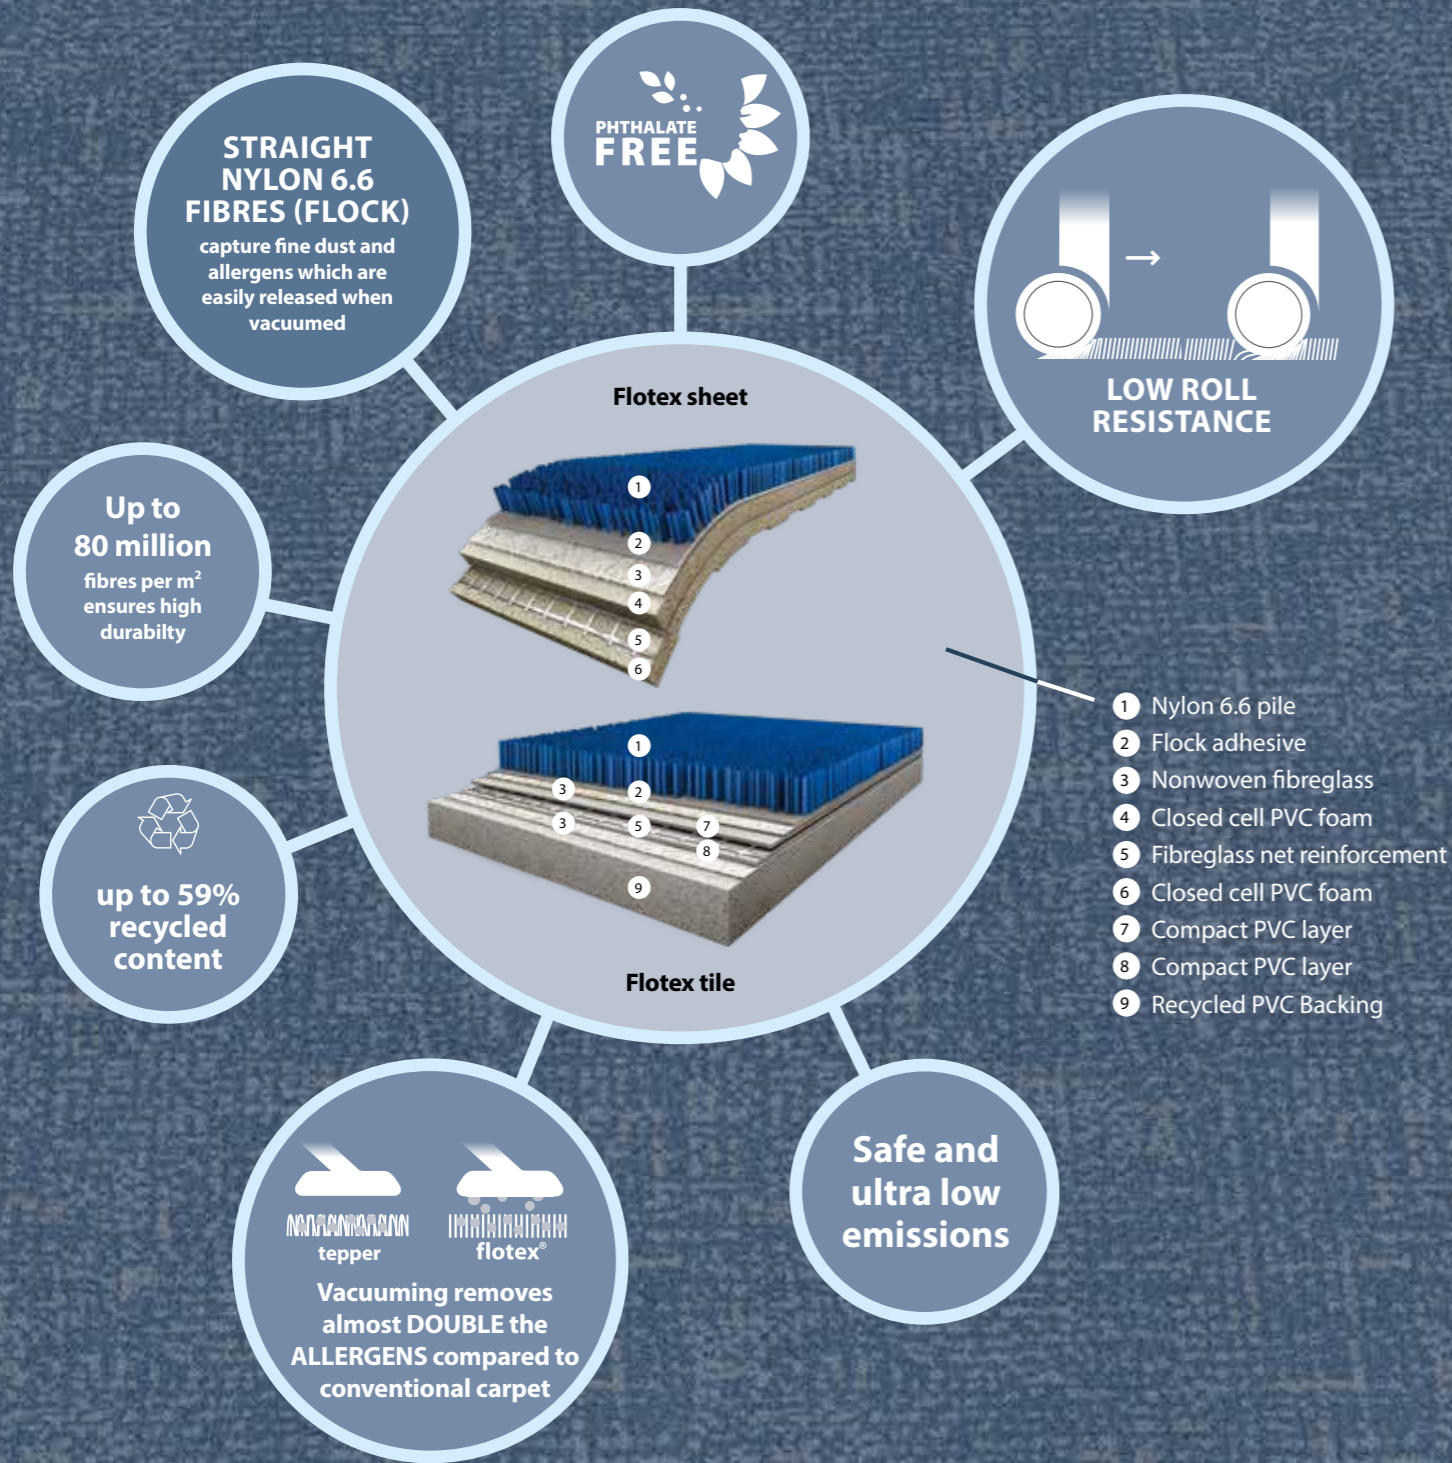 PHTHALATE
FREE
STRAIGHT
NYLON 6.6
FIBRES (FLOCK)
capture fine dust and
allergens which are
easily released when
vacuumed
LOW ROLL
RESISTANCE
Up to
80 million
fibres per m²
ensures high
durabilty
up to 59%
recycled
content
Flotex sheet
1
2
3
4
5
6
1
3
2
3
5
7
8
9
Flotex tile
1 Nylon 6.6 pile
2 Flock adhesive
3 Nonwoven fibreglass
4 Closed cell PVC foam
5 Fibreglass net reinforcement
6 Closed cell PVC foam
7 Compact PVC layer
8 Compact PVC layer
9 Recycled PVC Backing
tepper
flotex®
Vacuuming removes
almost DOUBLE the
ALLERGENS compared to
conventional carpet
Safe and
ultra low
emissions